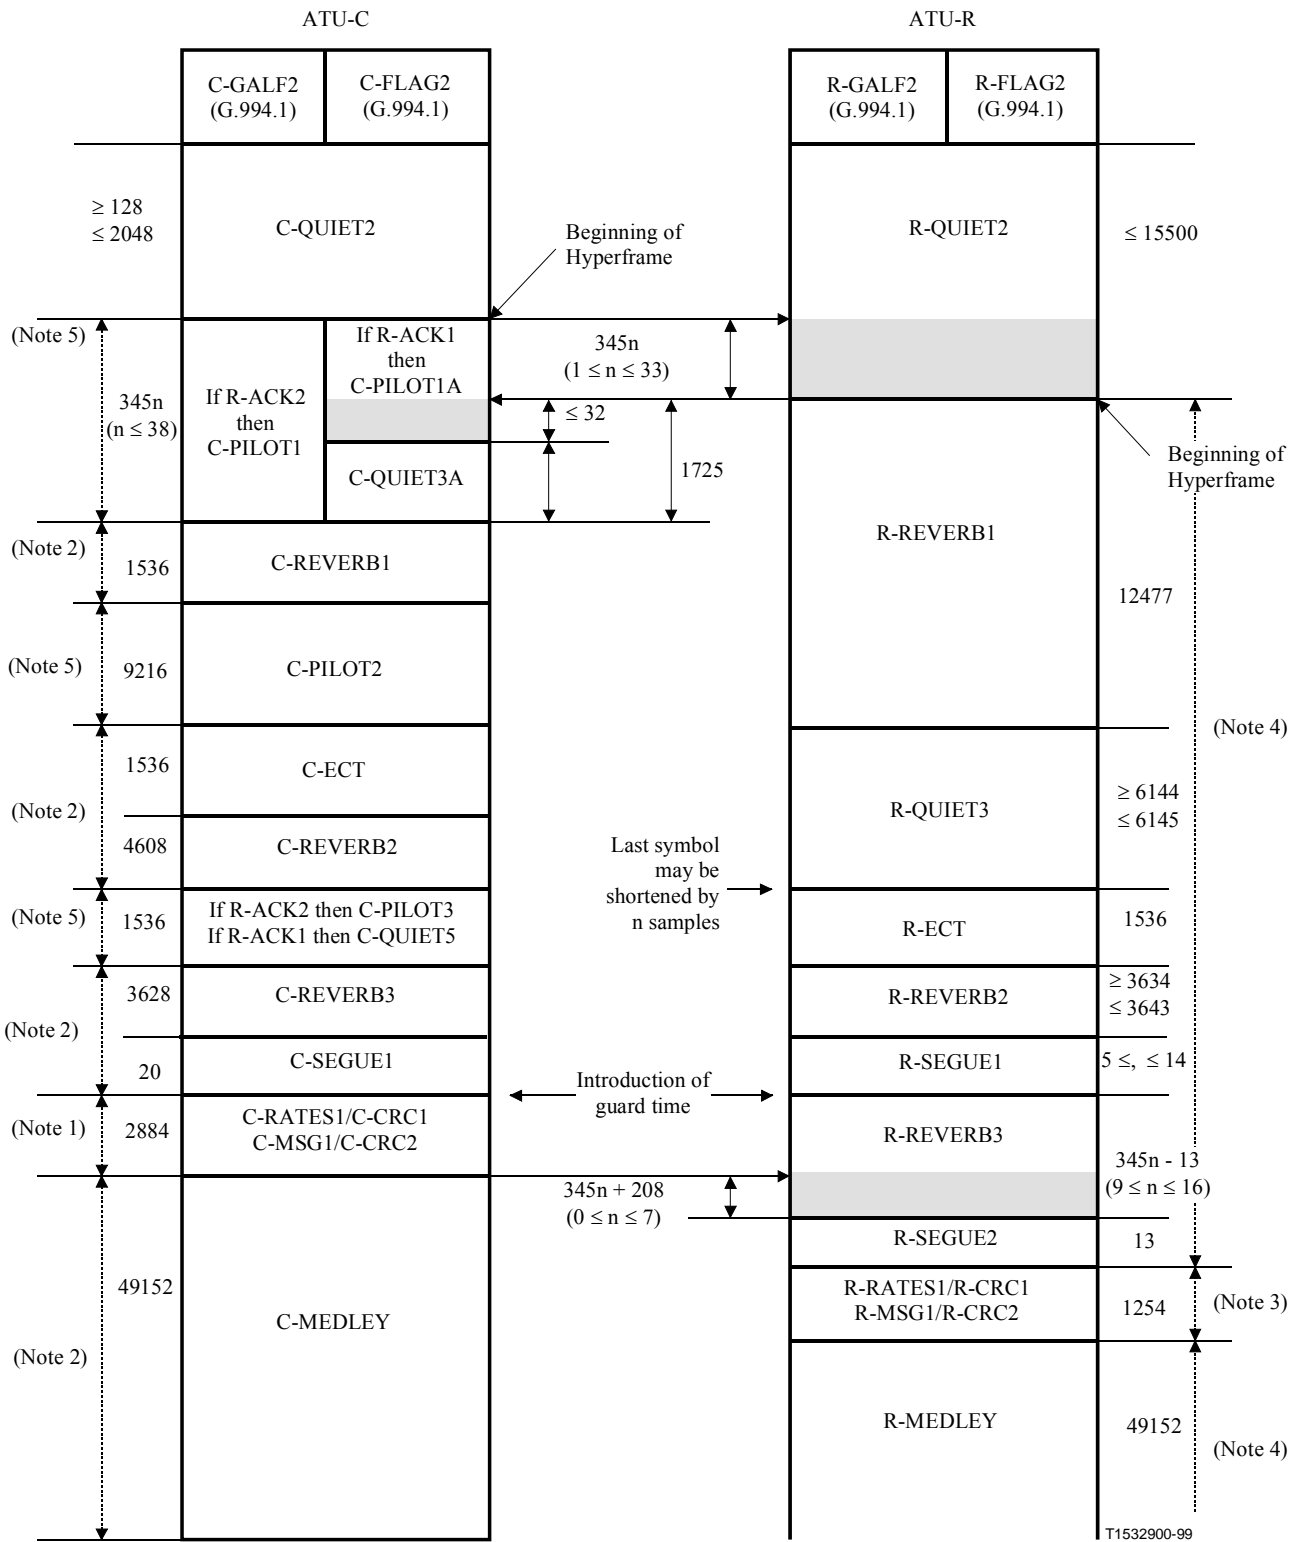 ATU-C
ATU-R
C-GALF2
(G.994.1)
C-FLAG2
(G.994.1)
R-GALF2
(G.994.1)
R-FLAG2
(G.994.1)
≥ 128
≤ 2048
C-QUIET2
Beginning of
Hyperframe
R-QUIET2
≤ 15500
(Note 5)
345n
(n ≤ 38)
If R-ACK2
then
C-PILOT1
If R-ACK1
then
C-PILOT1A
345n
(1 ≤ n ≤ 33)
≤ 32
C-QUIET3A
1725
Beginning of
Hyperframe
(Note 2)
1536
C-REVERB1
R-REVERB1
12477
(Note 5)
9216
C-PILOT2
(Note 4)
1536
C-ECT
(Note 2)
4608
C-REVERB2
R-QUIET3
≥ 6144
≤ 6145
Last symbol
may be
shortened by
n samples
(Note 5)
1536
If R-ACK2 then C-PILOT3
If R-ACK1 then C-QUIET5
R-ECT
1536
3628
C-REVERB3
R-REVERB2
≥ 3634
≤ 3643
(Note 2)
20
C-SEGUE1
R-SEGUE1
5 ≤, ≤ 14
Introduction of
guard time
(Note 1)
2884
C-RATES1/C-CRC1
C-MSG1/C-CRC2
R-REVERB3
345n - 13
(9 ≤ n ≤ 16)
345n + 208
(0 ≤ n ≤ 7)
R-SEGUE2
13
49152
C-MEDLEY
(Note 2)
R-RATES1/R-CRC1
R-MSG1/R-CRC2
1254
(Note 3)
R-MEDLEY
49152
(Note 4)
T1532900-99